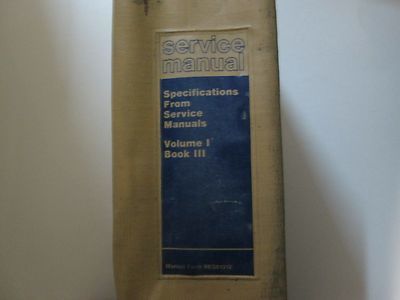 service
manual
Specifications
From
Service
Manuals
Volume I
Book III